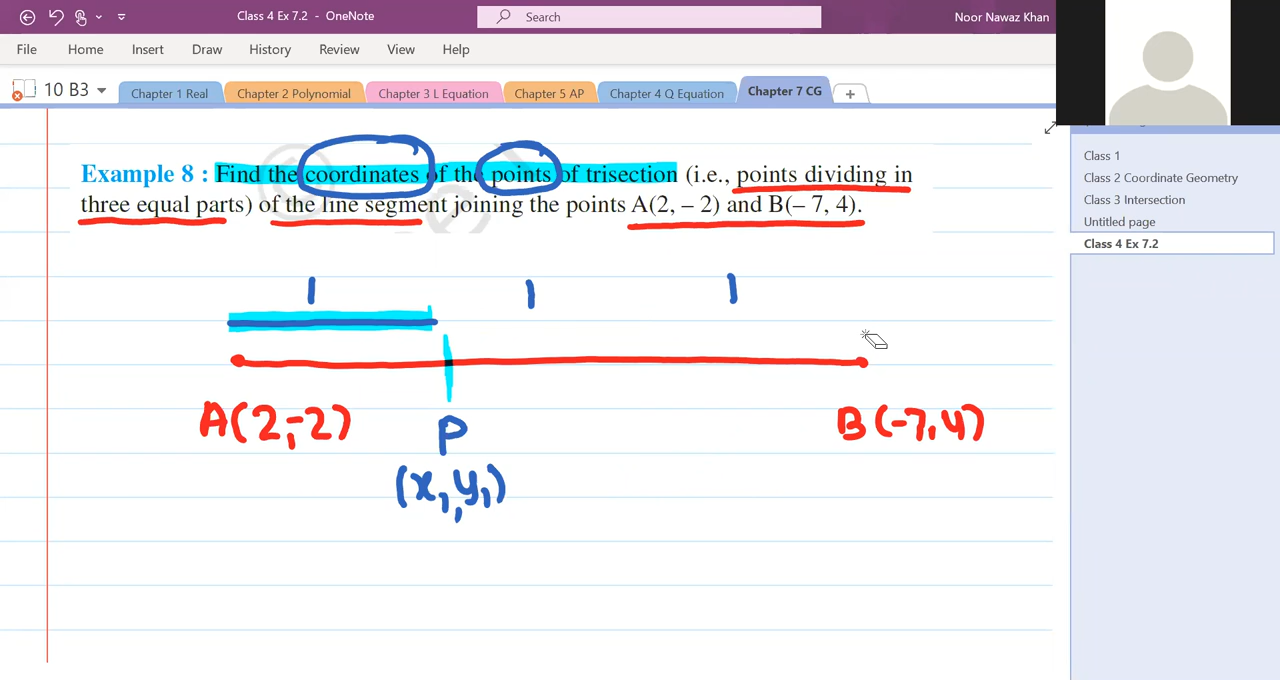 Class 4 Ex 7.2 - OneNote
Search
Noor Nawaz Khan
File Home Insert Draw History Review View Help
10 B3
Chapter 1 Real
Chapter 2 Polynomial
Chapter 3 L Equation
Chapter 5 AP
Chapter 4 Q Equation
Chapter 7 CG
Class 1
Class 2 Coordinate Geometry
Class 3 Intersection
Untitled page
Class 4 Ex 7.2
Example 8 : Find the coordinates of the points of trisection (i.e., points dividing in
three equal parts) of the line segment joining the points A(2, – 2) and B(– 7, 4).
1 1 1
A(2,-2) P B(-7,4)
(x₁, y₁)